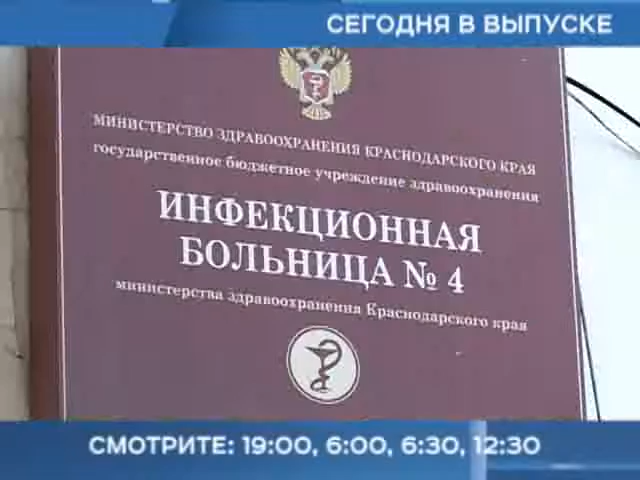 СЕГОДНЯ В ВЫПУСКЕ
МИНИСТЕРСТВО ЗДРАВООХРАНЕНИЯ КРАСНОДАРСКОГО КРАЯ
государственное бюджетное учреждение здравоохранения
ИНФЕКЦИОННАЯ
БОЛЬНИЦА № 4
министерства здравоохранения Краснодарского края
СМОТРИТЕ: 19:00, 6:00, 6:30, 12:30